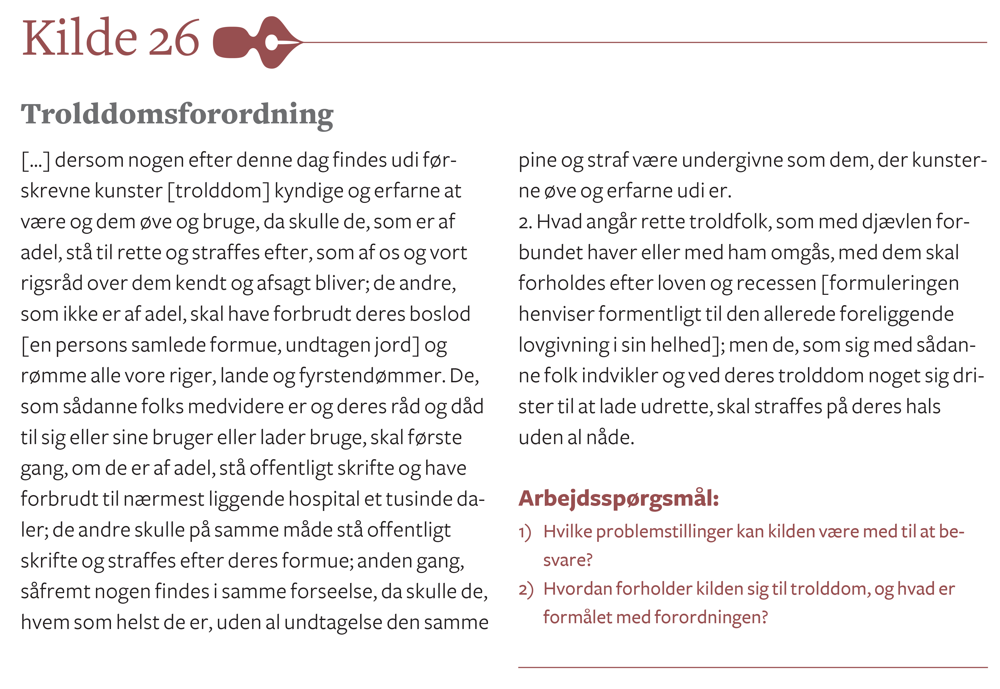 Kilde 26
Trolddomsforordning
[...] dersom nogen efter denne dag findes udi før-
skrevne kunster [trolddom] kyndige og erfarne at
være og dem øve og bruge, da skulle de, som er af
adel, stå til rette og straffes efter, som af os og vort
rigsråd over dem kendt og afsagt bliver; de andre,
som ikke er af adel, skal have forbrudt deres boslod
[en persons samlede formue, undtagen jord] og
rømme alle vore riger, lande og fyrstendømmer. De,
som sådanne folks medvidere er og deres råd og dåd
til sig eller sine bruger eller lader bruge, skal første
gang, om de er af adel, stå offentligt skrifte og have
forbrudt til nærmest liggende hospital et tusinde da-
ler; de andre skulle på samme måde stå offentligt
skrifte og straffes efter deres formue; anden gang,
såfremt nogen findes i samme forseelse, da skulle de,
hvem som helst de er, uden al undtagelse den samme
pine og straf være undergivne som dem, der kunster-
ne øve og erfarne udi er.
2. Hvad angår rette troldfolk, som med djævlen for-
bundet haver eller med ham omgås, med dem skal
forholdes efter loven og recessen [formuleringen
henviser formentligt til den allerede foreliggende
lovgivning i sin helhed]; men de, som sig med sådan-
ne folk indvikler og ved deres trolddom noget sig dri-
ster til at lade udrette, skal straffes på deres hals
uden al nåde.
Arbejdsspørgsmål:
1) Hvilke problemstillinger kan kilden være med til at be-
svare?
2) Hvordan forholder kilden sig til trolddom, og hvad er
formålet med forordningen?